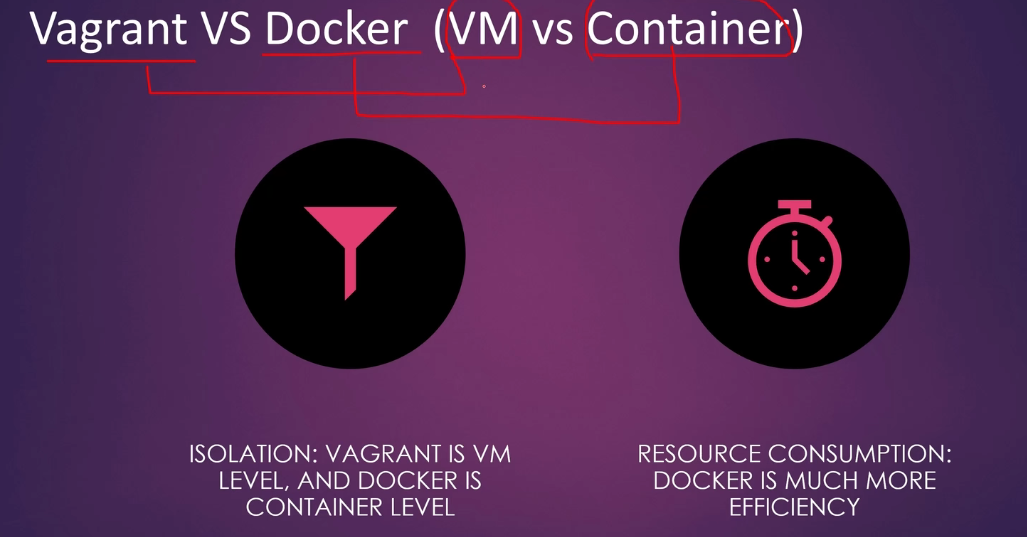 Vagrant VS Docker (VM vs Container)
ISOLATION: VAGRANT IS VM
LEVEL, AND DOCKER IS
CONTAINER LEVEL
RESOURCE CONSUMPTION:
DOCKER IS MUCH MORE
EFFICIENCY